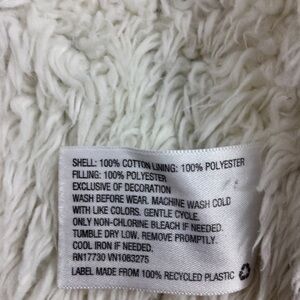 SHELL: 100% COTTON LINING: 100% POLYESTER
FILLING: 100% POLYESTER
EXCLUSIVE OF DECORATION
WASH BEFORE WEAR. MACHINE WASH COLD
WITH LIKE COLORS. GENTLE CYCLE.
ONLY NON-CHLORINE BLEACH IF NEEDED.
TUMBLE DRY LOW. REMOVE PROMPTLY.
COOL IRON IF NEEDED.
RN17730 VN1083275
LABEL MADE FROM 100% RECYCLED PLASTIC